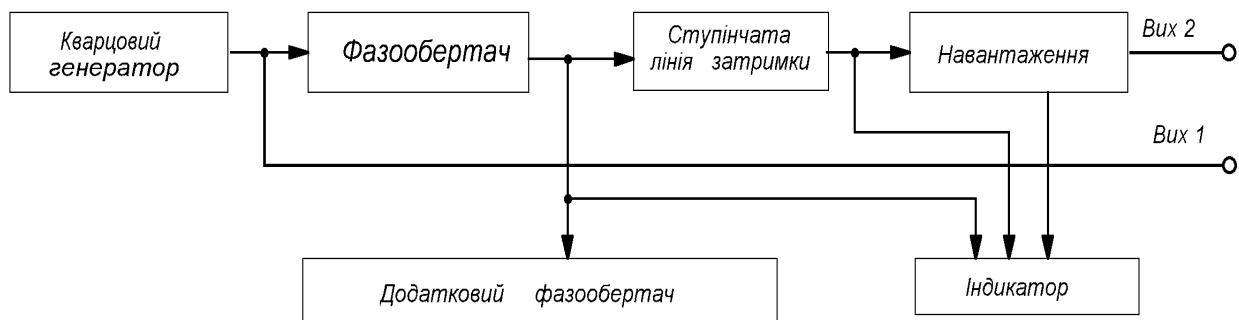 Кварцовий
генератор
Фазообертач
Ступінчата
лінія затримки
Навантаження
Вих 2
Вих 1
Додатковий фазообертач
Індикатор